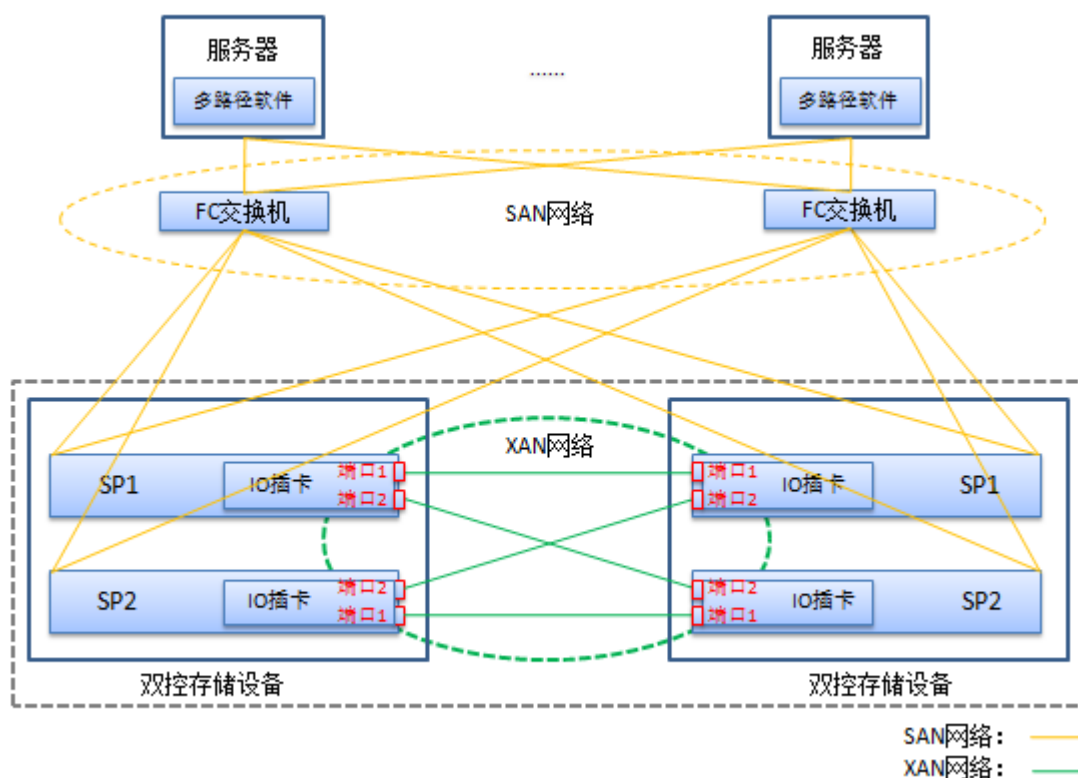 服务器
多路径软件
......
服务器
多路径软件
FC交换机
SAN网络
FC交换机
XAN网络
SP1
IO插卡
端口1
端口2
端口1
端口2
IO插卡
SP1
SP2
IO插卡
端口2
端口1
端口2
端口1
IO插卡
SP2
双控存储设备
双控存储设备
SAN网络：
XAN网络：